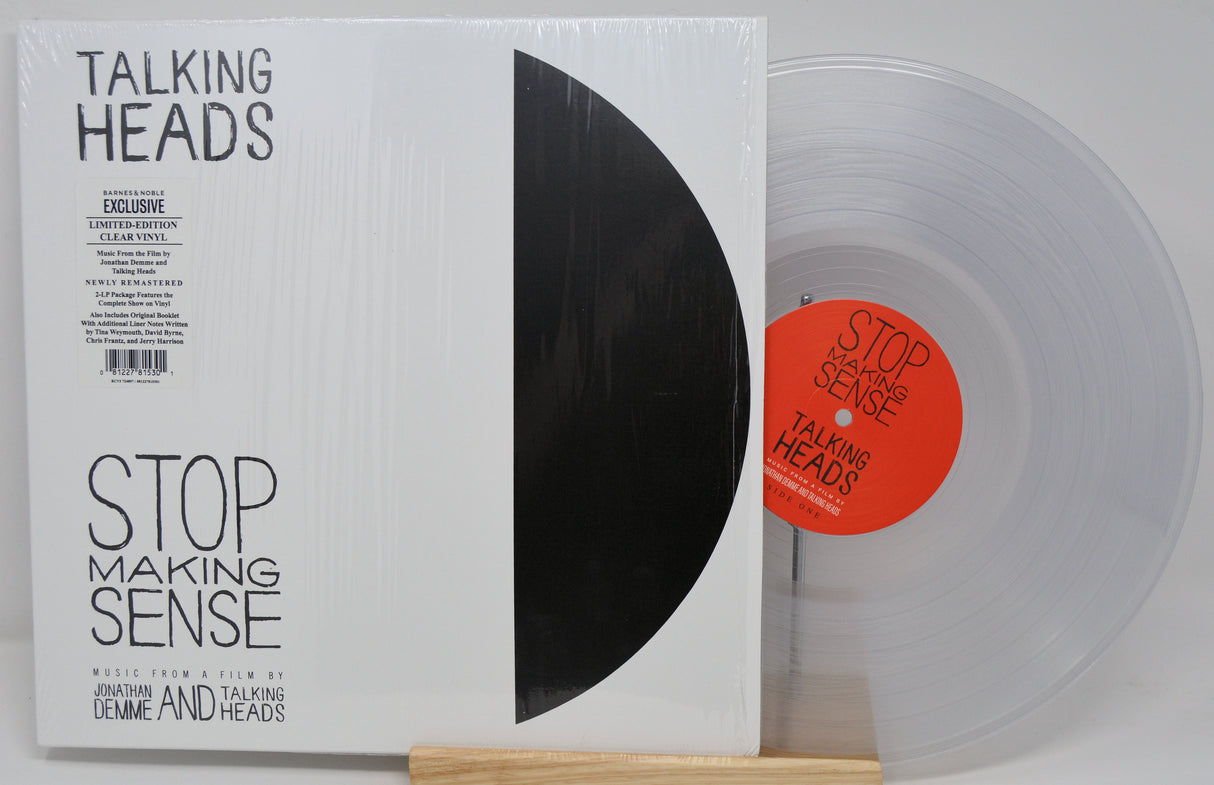 TALKING
HEADS
BARNES & NOBLE
EXCLUSIVE
LIMITED-EDITION
CLEAR VINYL
Music From the Film by
Jonathan Demme and
Talking Heads
NEWLY REMASTERED
2-LP Package Features the
Complete Show on Vinyl
Also Includes Original Booklet
With Additional Liner Notes Written
by Tina Weymouth, David Byrne,
Chris Frantz, and Jerry Harrison
0 81227 81530 1
STOP
MAKING
SENSE
MUSIC FROM A FILM BY
JONATHAN DEMME AND TALKING HEADS
STOP
MAKING
SENSE
TALKING
HEADS
MUSIC FROM A FILM BY
JONATHAN DEMME AND TALKING HEADS
SIDE ONE